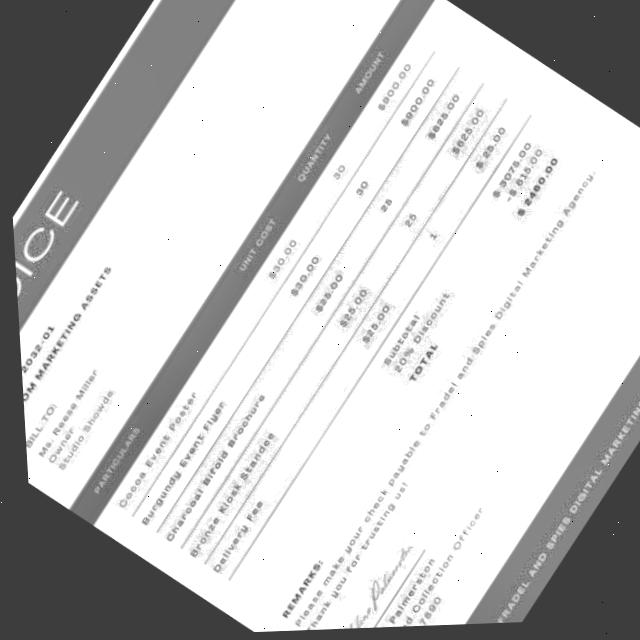 ICE
2032-01
OM MARKETING ASSETS
BILL TO:
Ms. Reese Miller
Owner
Studio Showde
PARTICULARS UNIT COST QUANTITY AMOUNT
Cocoa Event Poster $30.00 30 $900.00
Burgundy Event Flyer $30.00 30 $900.00
Charcoal Bifold Brochure $25.00 25 $625.00
Bronze Kiosk Standee $25.00 25 $625.00
Delivery Fee $25.00 1 $ 25.00
Subtotal $ 3075.00
20% Discount -$ 615.00
TOTAL $ 2460.00
REMARKS:
Please make your check payable to Fradel and Spies Digital Marketing Agency.
Thank you for trusting us!
Palmerston
d Collection Officer
7890
FRADEL AND SPIES DIGITAL MARKETING